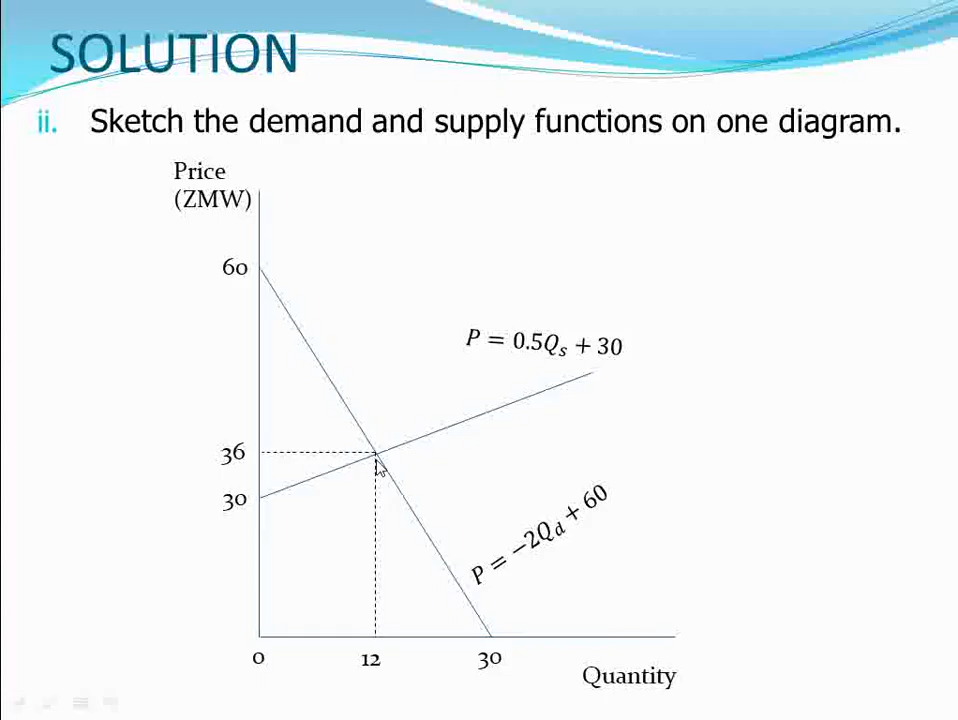 SOLUTION
ii. Sketch the demand and supply functions on one diagram.
Price
(ZMW)
60
P = 0.5Qₛ + 30
36
30
P = −2Q_d + 60
0
12
30
Quantity